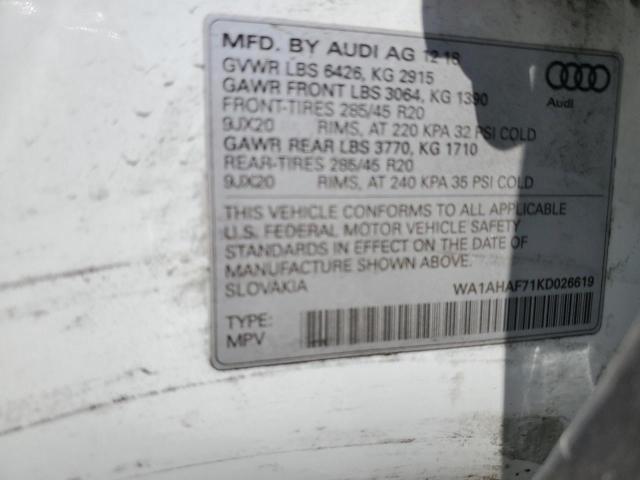 MFD. BY AUDI AG 12-18
GVWR LBS 6426, KG 2915
GAWR FRONT LBS 3064, KG 1390
FRONT-TIRES 285/45 R20
9JX20 RIMS, AT 220 KPA 32 PSI COLD
GAWR REAR LBS 3770, KG 1710
REAR-TIRES 285/45 R20
9JX20 RIMS, AT 240 KPA 35 PSI COLD
Audi
THIS VEHICLE CONFORMS TO ALL APPLICABLE
U.S. FEDERAL MOTOR VEHICLE SAFETY
STANDARDS IN EFFECT ON THE DATE OF
MANUFACTURE SHOWN ABOVE.
SLOVAKIA WA1AHAF71KD026619
TYPE:
MPV